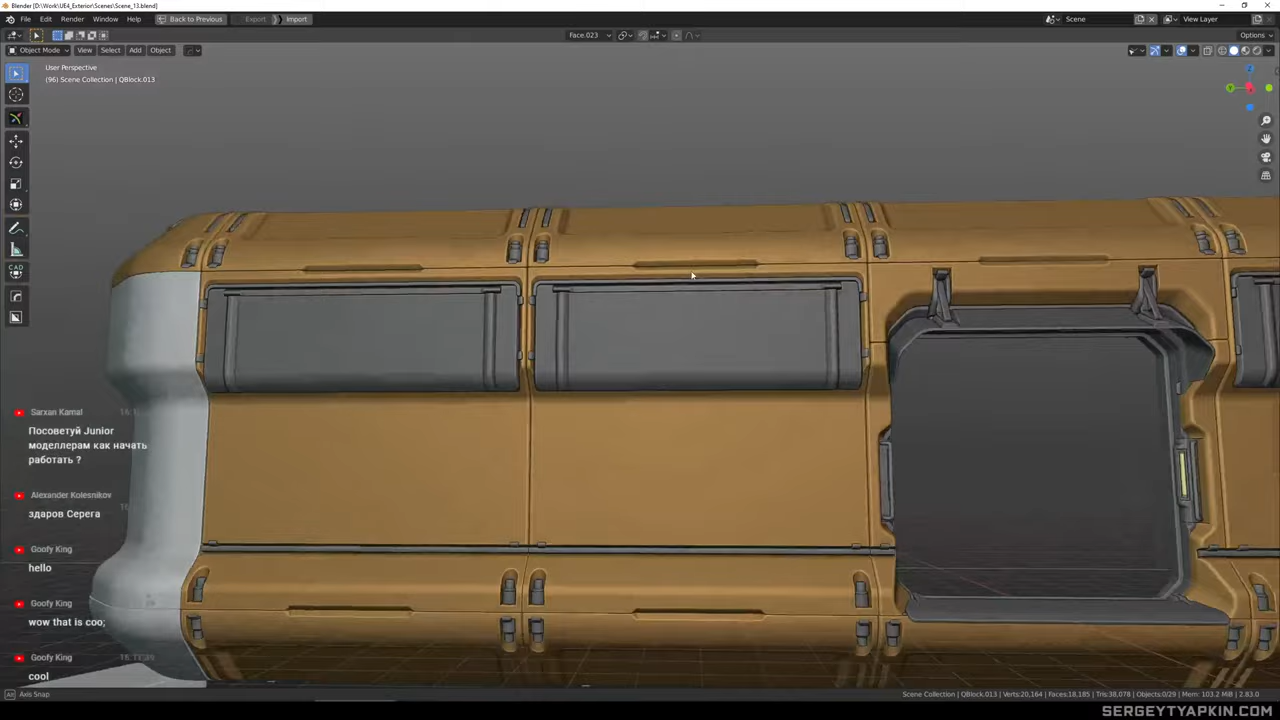 Blender [D:\Work\UE4_Exterior\Scenes\Scene_13.blend]
File Edit Render Window Help Back to Previous Export Import Scene View Layer
Face.023 Options
Object Mode View Select Add Object
User Perspective
(96) Scene Collection | QBlock.013
CAD
Sarxan Kamal
Посоветуй Junior
моделлерам как начать
работать ?
Alexander Kolesnikov
здаров Серега
Goofy King
hello
Goofy King
wow that is coo;
Goofy King
cool
Alt Axis Snap Scene Collection | QBlock.013 | Verts:20,164 | Faces:18,185 | Tris:38,078 | Objects:0/29 | Mem: 103.2 MiB | 2.83.0
SERGEYTYAPKIN.COM